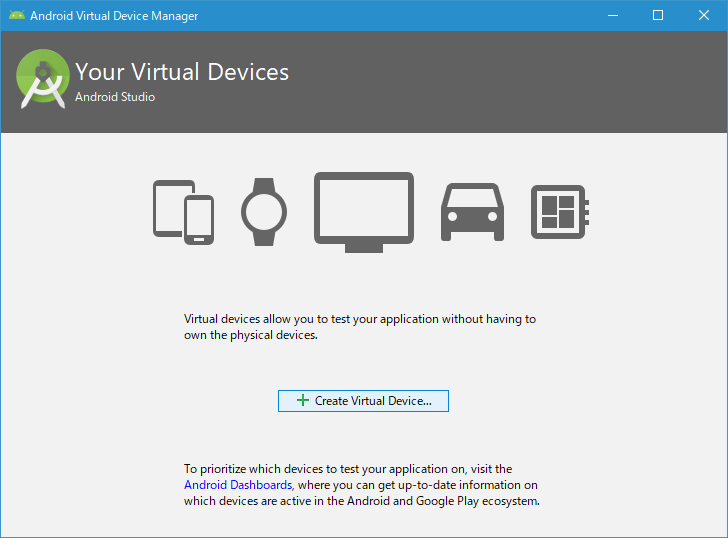 Android Virtual Device Manager
Your Virtual Devices
Android Studio
Virtual devices allow you to test your application without having to
own the physical devices.
Create Virtual Device...
To prioritize which devices to test your application on, visit the
Android Dashboards, where you can get up-to-date information on
which devices are active in the Android and Google Play ecosystem.